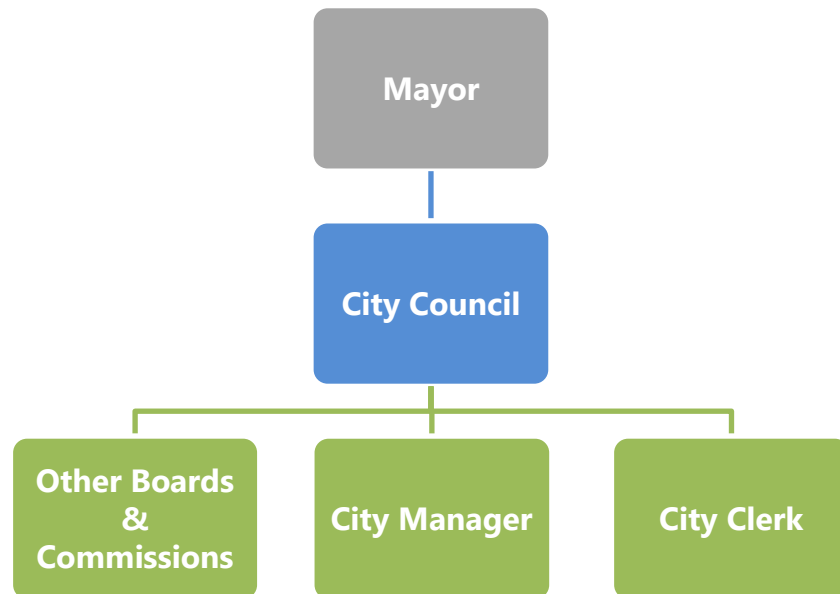 Mayor
City Council
Other Boards
&
Commissions
City Manager
City Clerk